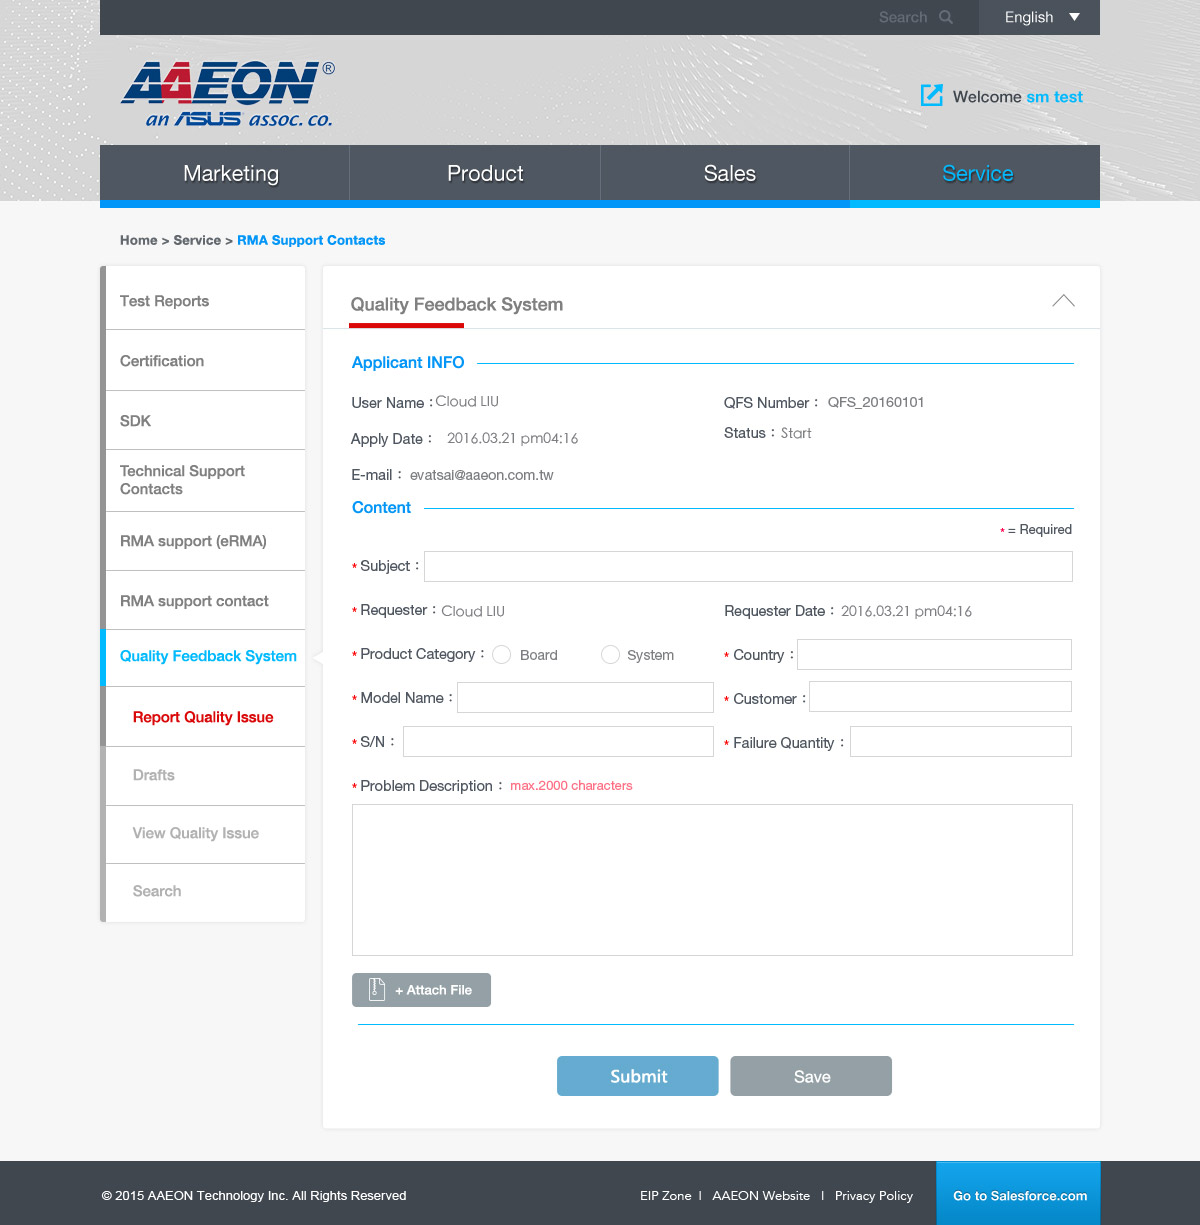 Search English
AAEON®
an ASUS assoc. co.
Welcome sm test
Marketing Product Sales Service
Home > Service > RMA Support Contacts
Test Reports
Certification
SDK
Technical Support
Contacts
RMA support (eRMA)
RMA support contact
Quality Feedback System
Report Quality Issue
Drafts
View Quality Issue
Search
Quality Feedback System
Applicant INFO
User Name : Cloud LIU QFS Number : QFS_20160101
Apply Date : 2016.03.21 pm04:16 Status : Start
E-mail : evatsai@aaeon.com.tw
Content
* = Required
* Subject :
* Requester : Cloud LIU Requester Date : 2016.03.21 pm04:16
* Product Category : Board System * Country :
* Model Name : * Customer :
* S/N : * Failure Quantity :
* Problem Description : max.2000 characters
+ Attach File
Submit Save
© 2015 AAEON Technology Inc. All Rights Reserved EIP Zone | AAEON Website | Privacy Policy Go to Salesforce.com